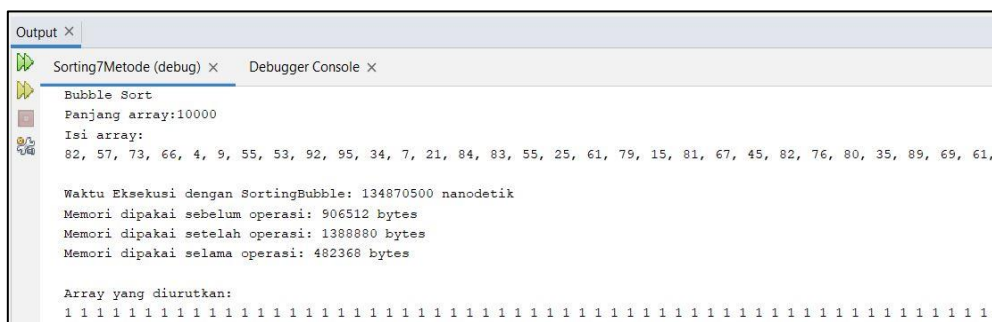 Output ×
Sorting7Metode (debug) × Debugger Console ×
Bubble Sort
Panjang array:10000
Isi array:
82, 57, 73, 66, 4, 9, 55, 53, 92, 95, 34, 7, 21, 84, 83, 55, 25, 61, 79, 15, 81, 67, 45, 82, 76, 80, 35, 89, 69, 61,
Waktu Eksekusi dengan SortingBubble: 134870500 nanodetik
Memori dipakai sebelum operasi: 906512 bytes
Memori dipakai setelah operasi: 1388880 bytes
Memori dipakai selama operasi: 482368 bytes
Array yang diurutkan:
1 1 1 1 1 1 1 1 1 1 1 1 1 1 1 1 1 1 1 1 1 1 1 1 1 1 1 1 1 1 1 1 1 1 1 1 1 1 1 1 1 1 1 1 1 1 1 1 1 1 1 1 1 1 1 1 1 1